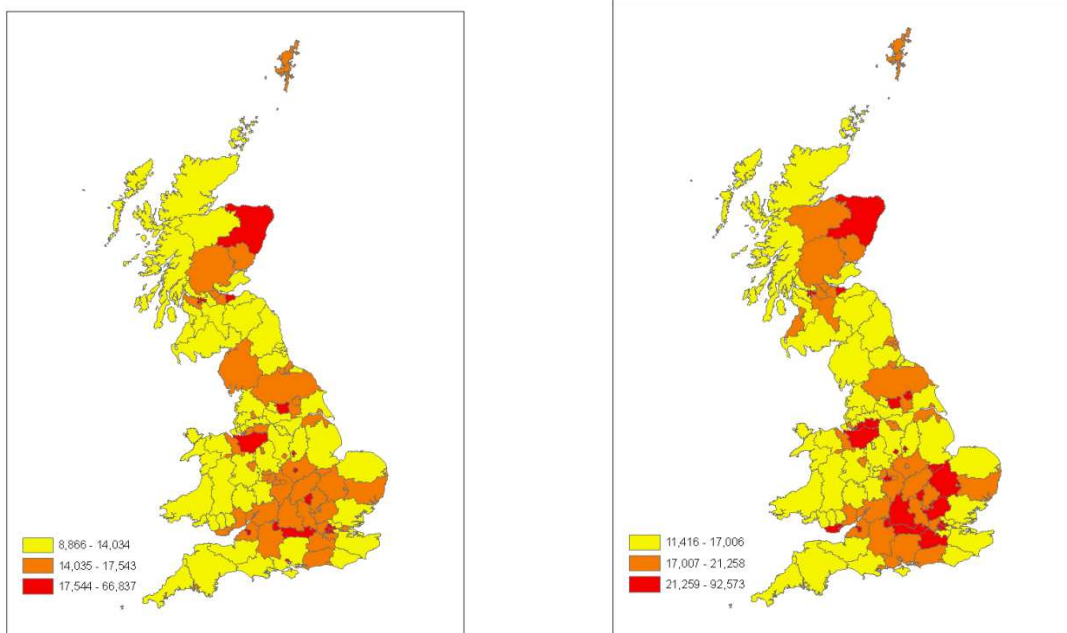 8,866 - 14,034
14,035 - 17,543
17,544 - 66,837
11,416 - 17,006
17,007 - 21,258
21,259 - 92,573